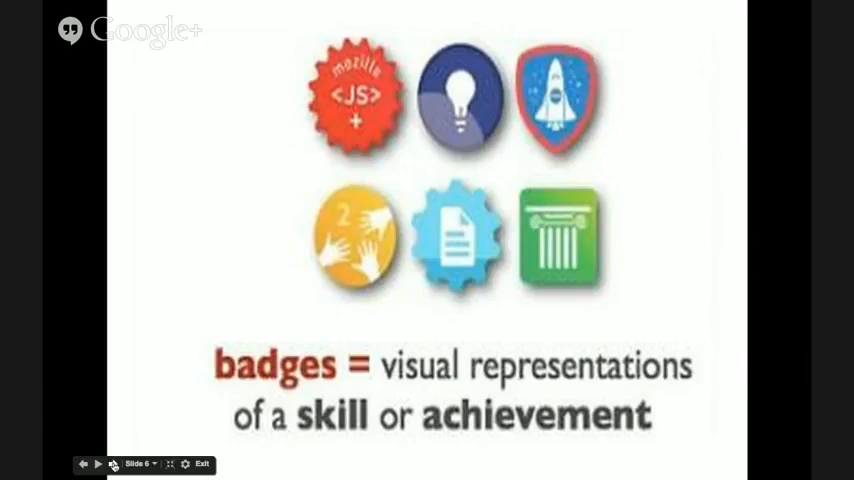 Google+
mozilla
<JS>
+
2
badges = visual representations
of a skill or achievement
Slide 6
Exit